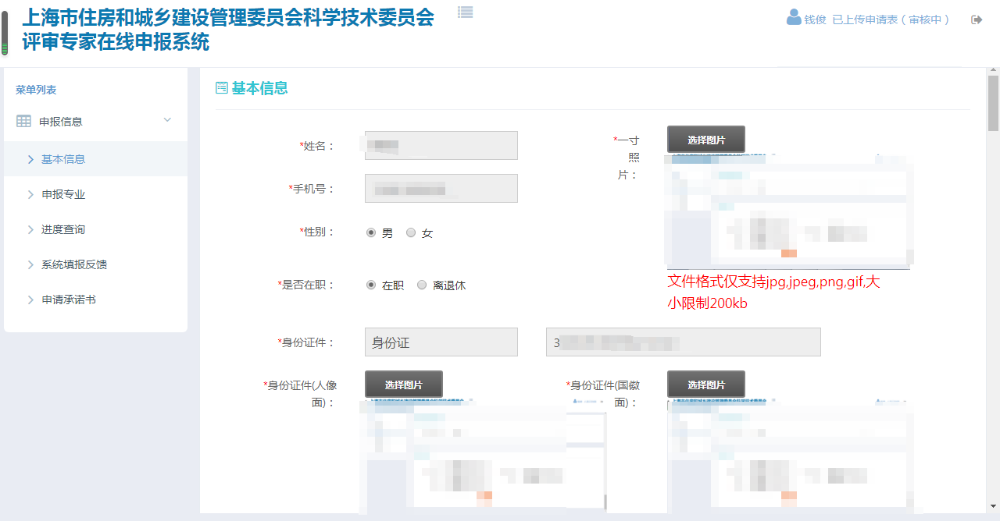 上海市住房和城乡建设管理委员会科学技术委员会
评审专家在线申报系统
钱俊 已上传申请表（审核中）
菜单列表
申报信息
基本信息
申报专业
进度查询
系统填报反馈
申请承诺书
基本信息
*姓名：
*一寸
照
片：
选择图片
*手机号：
*性别：
男 女
*是否在职：
在职 离退休
文件格式仅支持jpg,jpeg,png,gif,大
小限制200kb
*身份证件：
身份证
3
*身份证件(人像
面)：
选择图片
*身份证件(国徽
面)：
选择图片